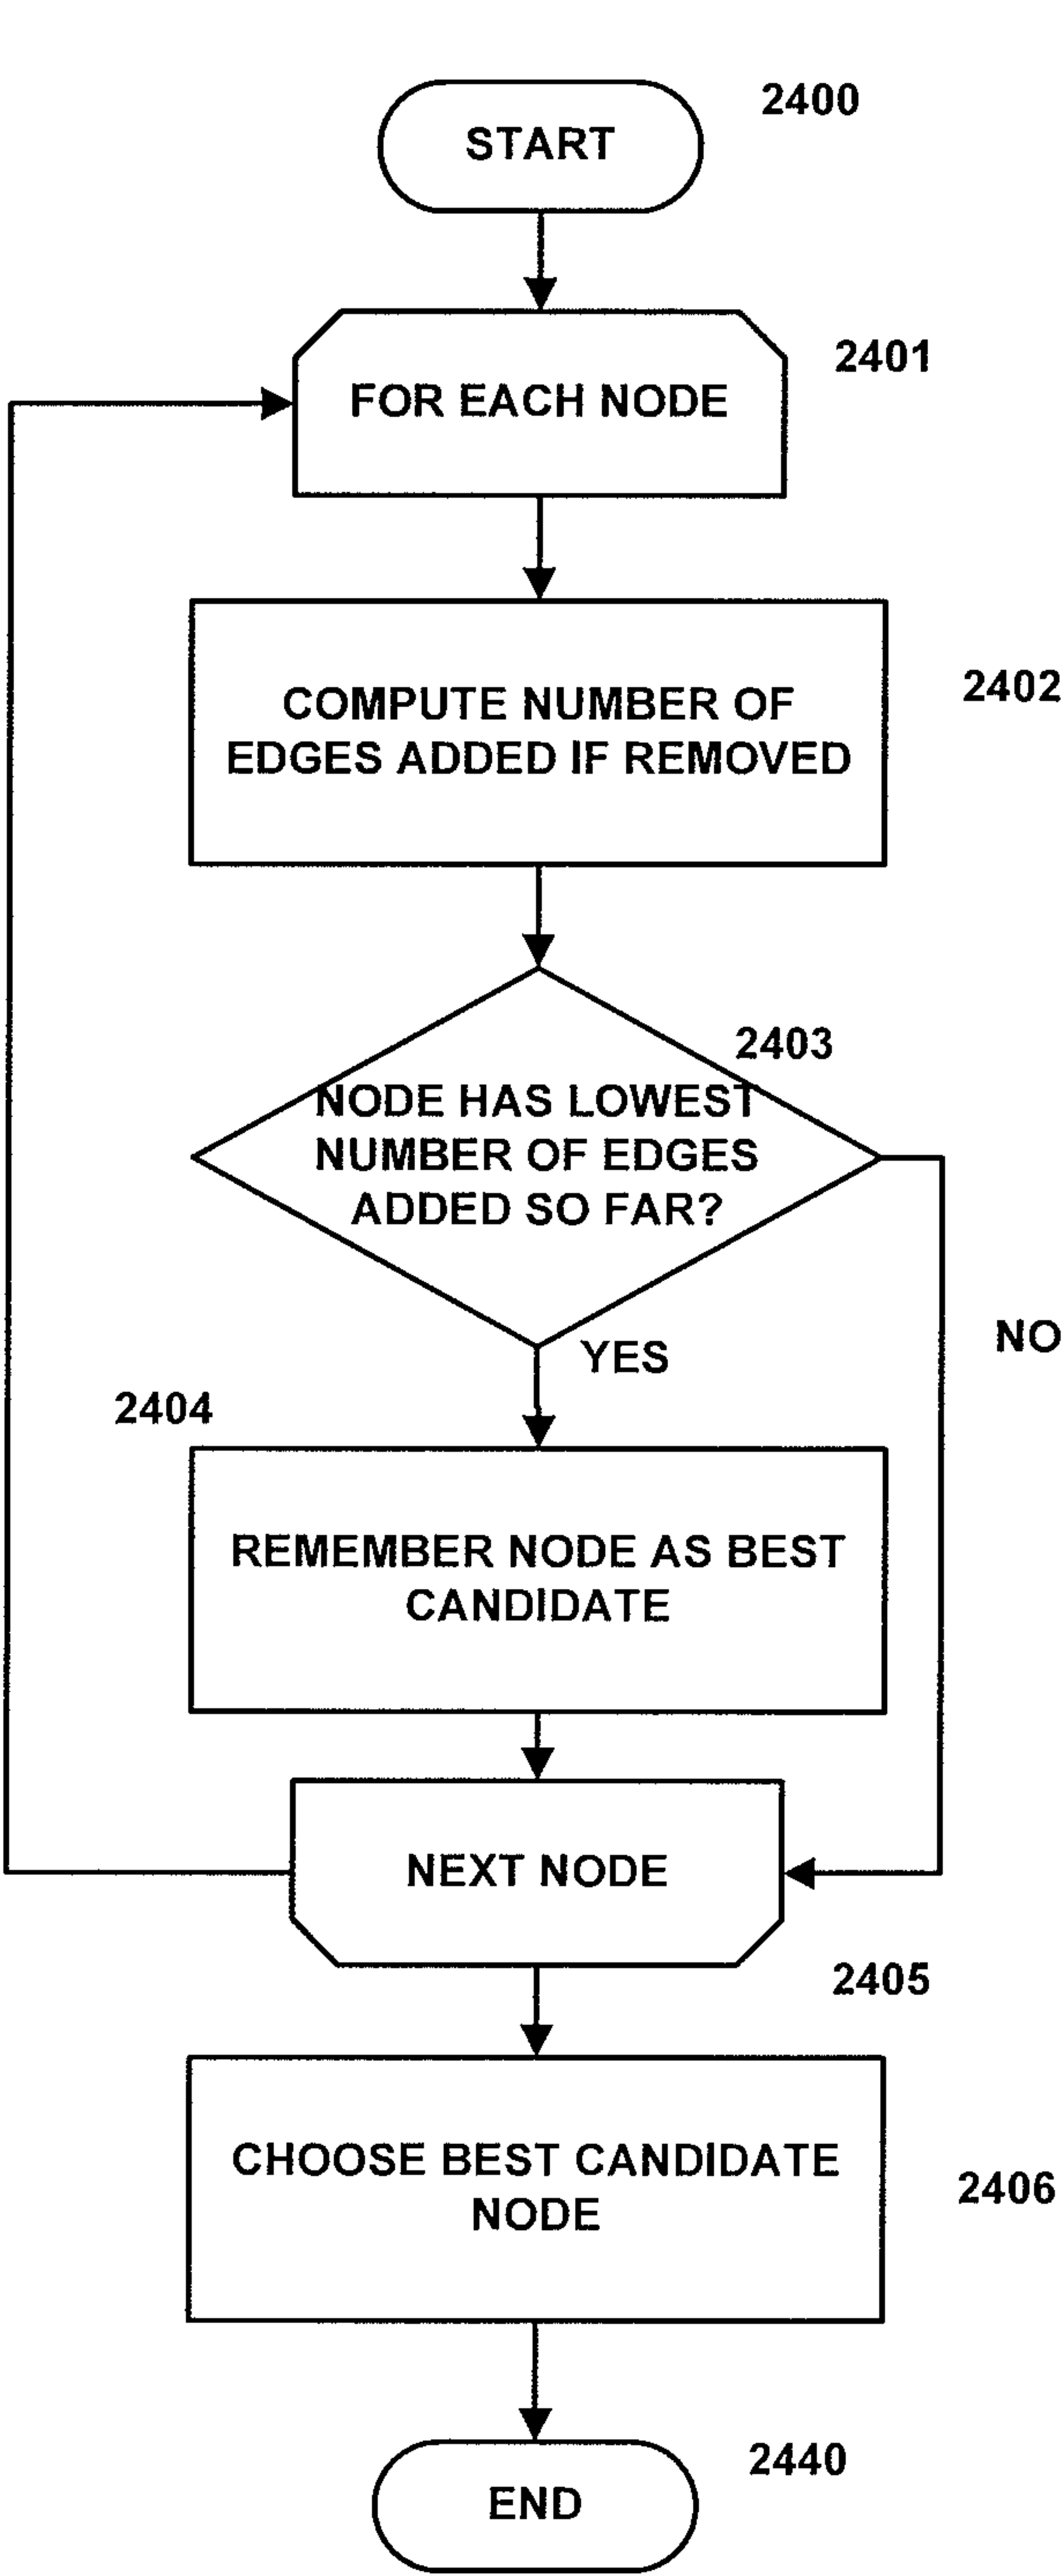 2400
START
2401
FOR EACH NODE
2402
COMPUTE NUMBER OF
EDGES ADDED IF REMOVED
2403
NODE HAS LOWEST
NUMBER OF EDGES
ADDED SO FAR?
NO
YES
2404
REMEMBER NODE AS BEST
CANDIDATE
NEXT NODE
2405
CHOOSE BEST CANDIDATE
NODE
2406
2440
END